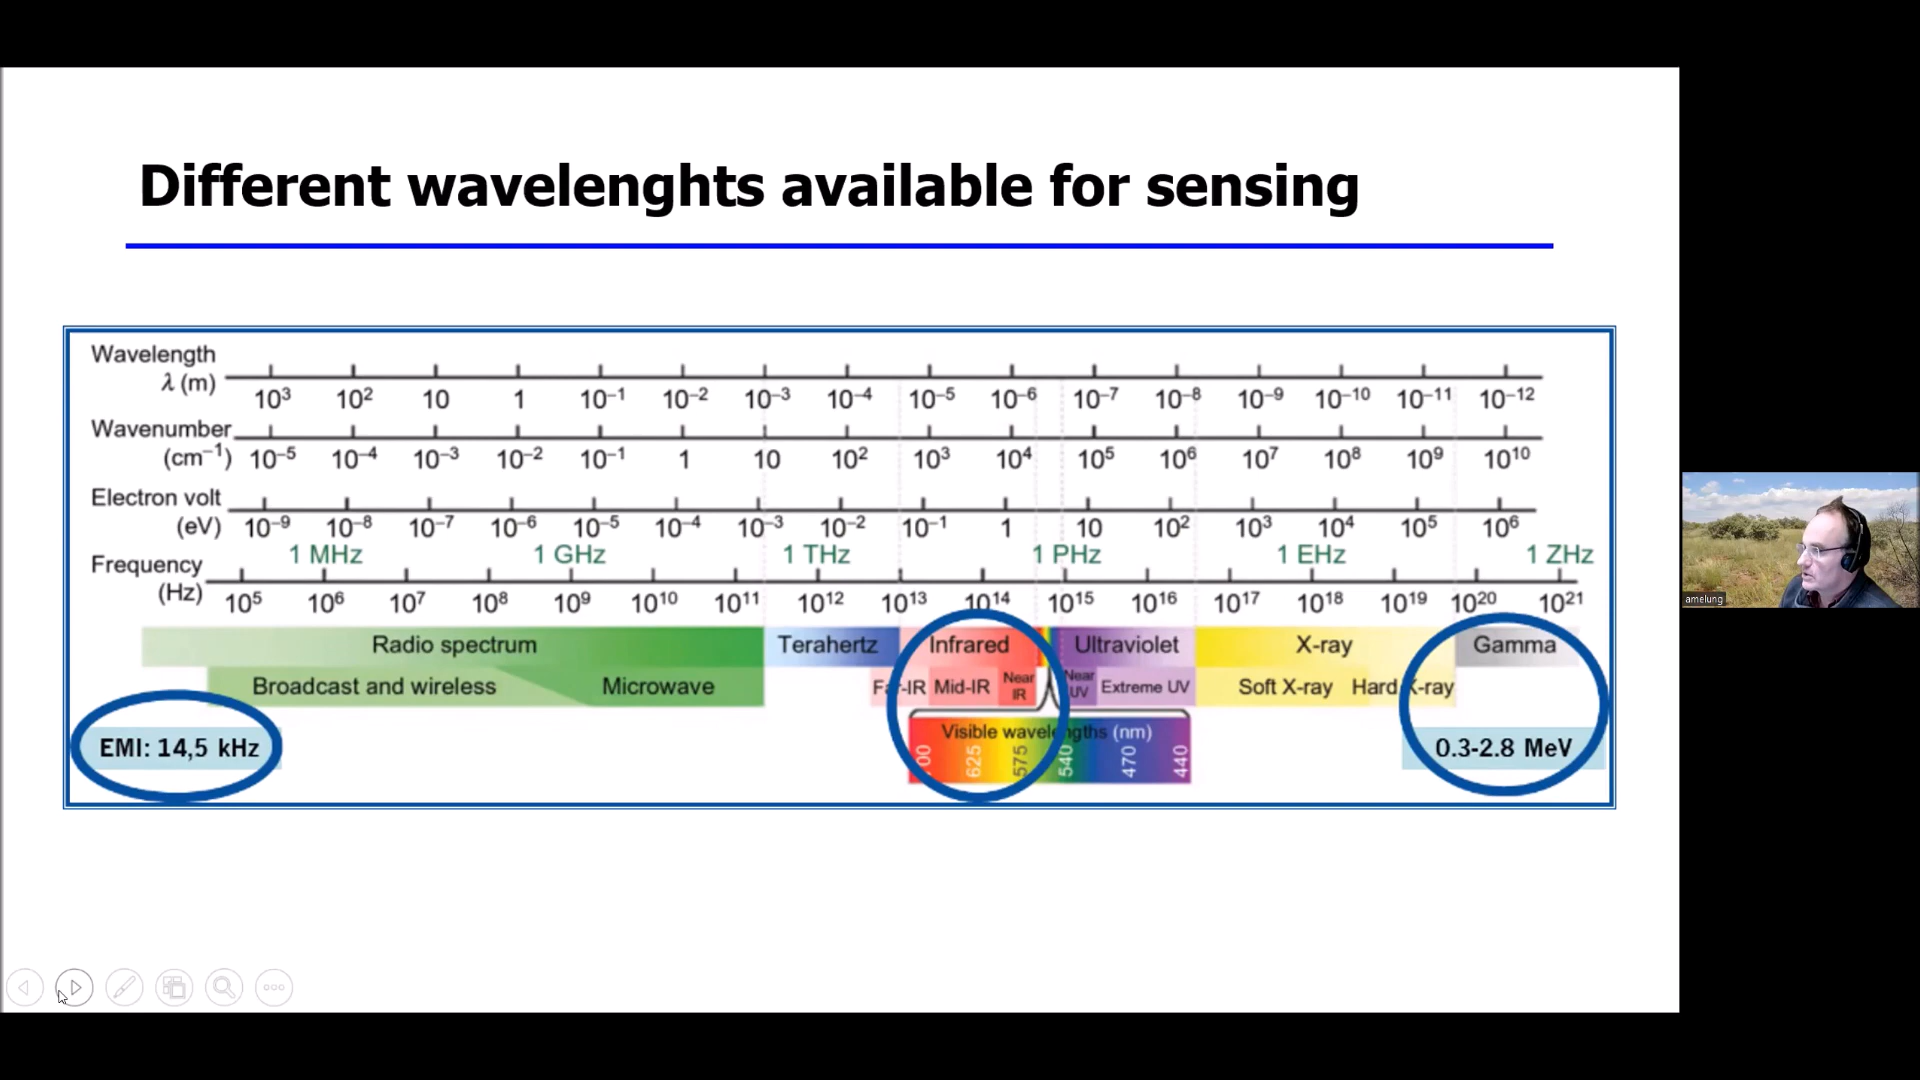 Different wavelenghts available for sensing
Wavelength
λ (m)
10³ 10² 10 1 10⁻¹ 10⁻² 10⁻³ 10⁻⁴ 10⁻⁵ 10⁻⁶ 10⁻⁷ 10⁻⁸ 10⁻⁹ 10⁻¹⁰ 10⁻¹¹ 10⁻¹²
Wavenumber
(cm⁻¹) 10⁻⁵ 10⁻⁴ 10⁻³ 10⁻² 10⁻¹ 1 10 10² 10³ 10⁴ 10⁵ 10⁶ 10⁷ 10⁸ 10⁹ 10¹⁰
Electron volt
(eV) 10⁻⁹ 10⁻⁸ 10⁻⁷ 10⁻⁶ 10⁻⁵ 10⁻⁴ 10⁻³ 10⁻² 10⁻¹ 1 10 10² 10³ 10⁴ 10⁵ 10⁶
1 MHz 1 GHz 1 THz 1 PHz 1 EHz 1 ZHz
Frequency
(Hz) 10⁵ 10⁶ 10⁷ 10⁸ 10⁹ 10¹⁰ 10¹¹ 10¹² 10¹³ 10¹⁴ 10¹⁵ 10¹⁶ 10¹⁷ 10¹⁸ 10¹⁹ 10²⁰ 10²¹
Radio spectrum Terahertz Infrared Ultraviolet X-ray Gamma
Broadcast and wireless Microwave Far-IR Mid-IR Near IR Near UV Extreme UV Soft X-ray Hard X-ray
Visible wavelengths (nm)
625 575 540 470 440
EMI: 14,5 kHz
0.3-2.8 MeV
amelung